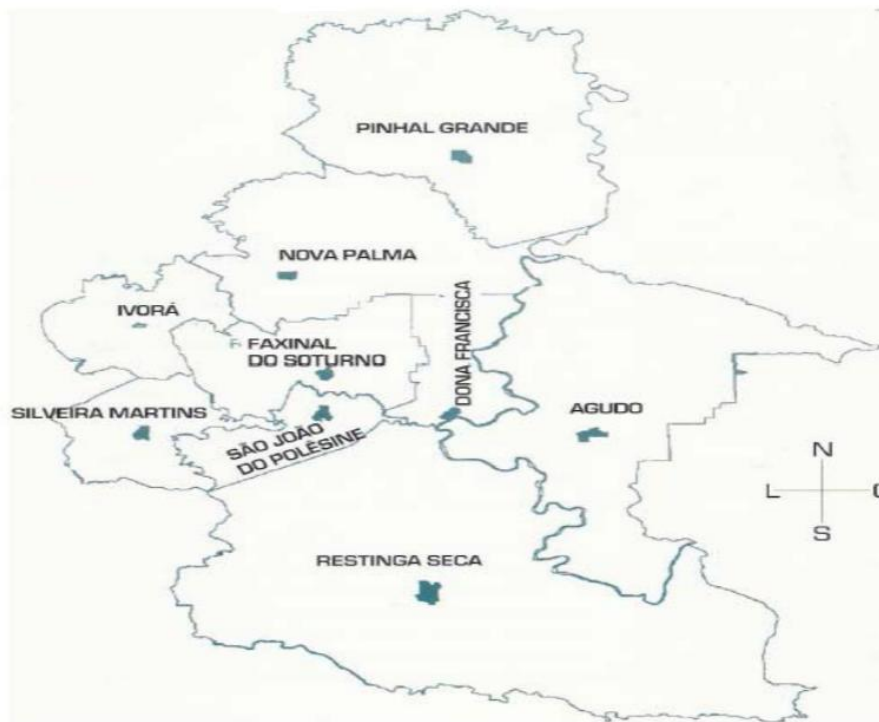 PINHAL GRANDE
NOVA PALMA
IVORÁ
FAXINAL
DO SOTURNO
DONA FRANCISCA
SILVEIRA MARTINS
SÃO JOÃO
DO POLÊSINE
AGUDO
N
L
S
RESTINGA SECA